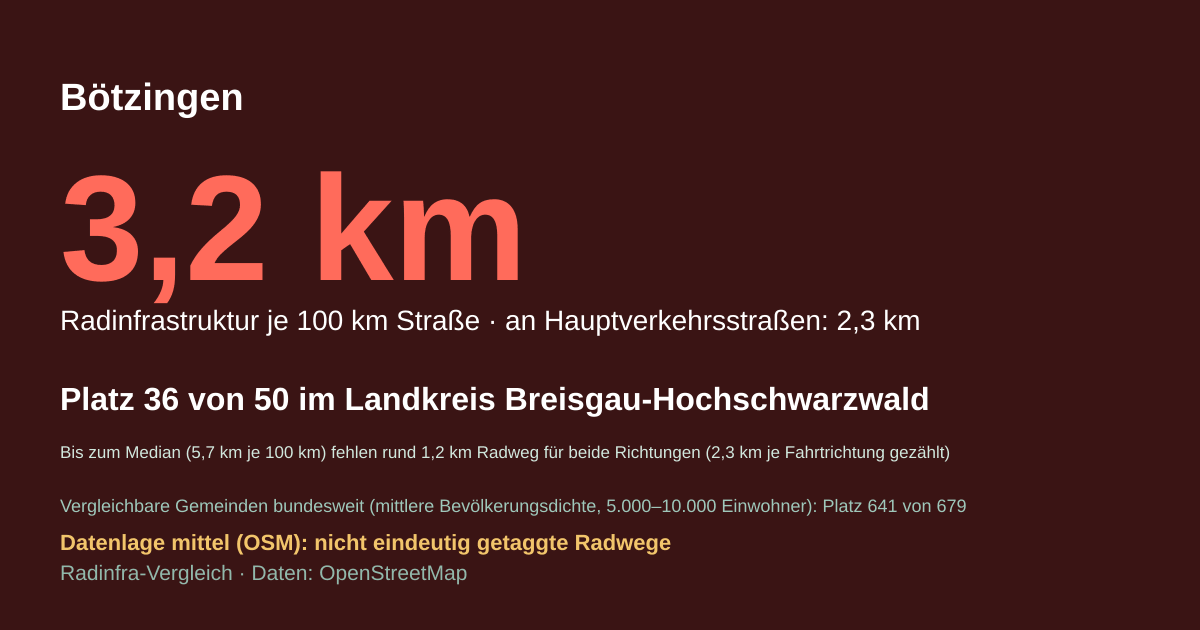 Bötzingen
3,2 km
Radinfrastruktur je 100 km Straße · an Hauptverkehrsstraßen: 2,3 km
Platz 36 von 50 im Landkreis Breisgau-Hochschwarzwald
Bis zum Median (5,7 km je 100 km) fehlen rund 1,2 km Radweg für beide Richtungen (2,3 km je Fahrtrichtung gezählt)
Vergleichbare Gemeinden bundesweit (mittlere Bevölkerungsdichte, 5.000–10.000 Einwohner): Platz 641 von 679
Datenlage mittel (OSM): nicht eindeutig getaggte Radwege
Radinfra-Vergleich · Daten: OpenStreetMap